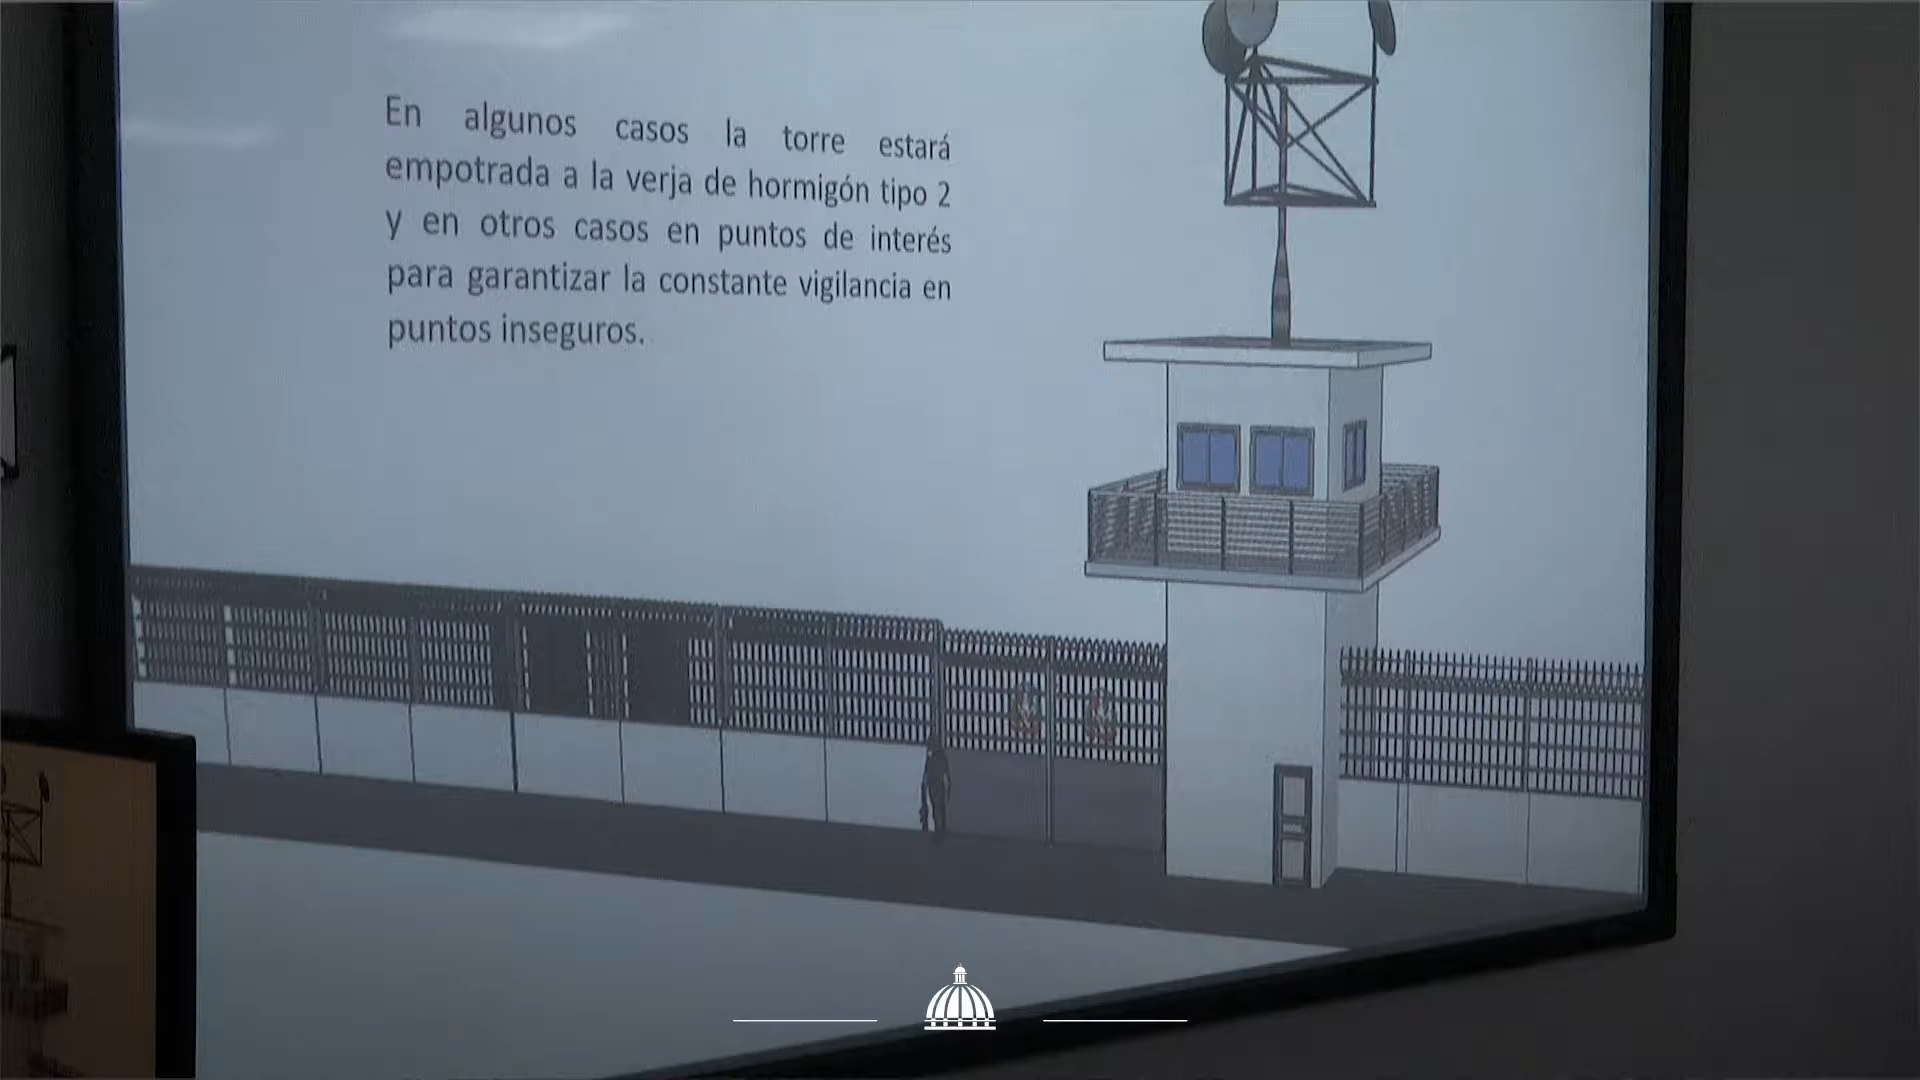 En algunos casos la torre estará
empotrada a la verja de hormigón tipo 2
y en otros casos en puntos de interés
para garantizar la constante vigilancia en
puntos inseguros.